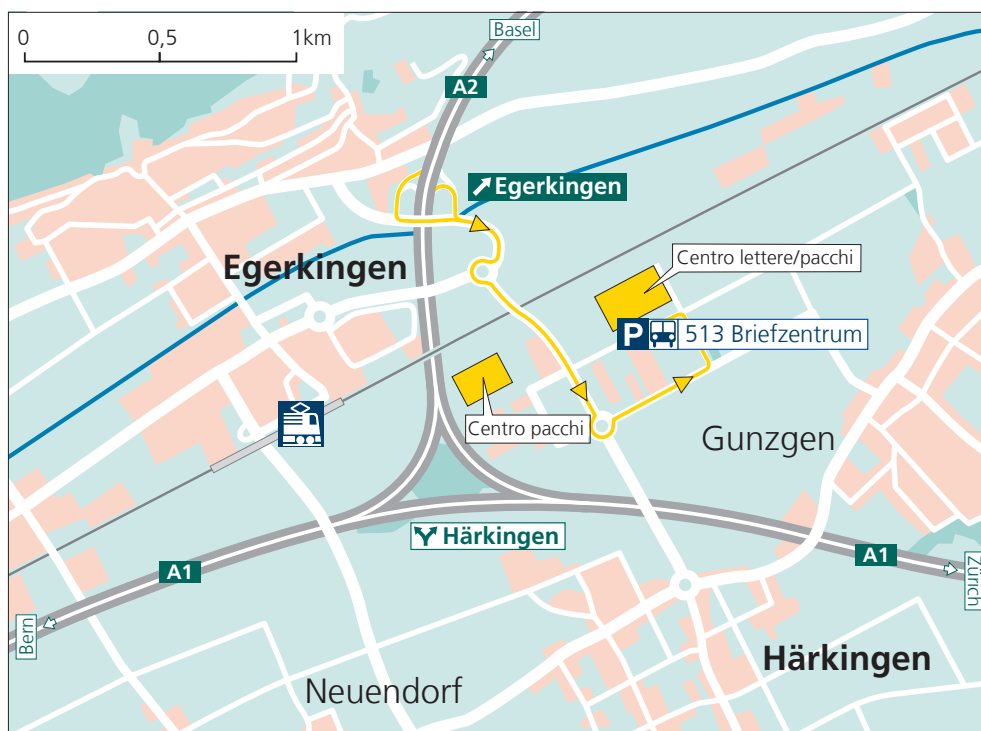 0 0,5 1km
Basel
A2
Egerkingen
Centro lettere/pacchi
Egerkingen
P 513 Briefzentrum
Centro pacchi
Gunzgen
Härkingen
A1
A1
Zürich
Bern
Härkingen
Neuendorf